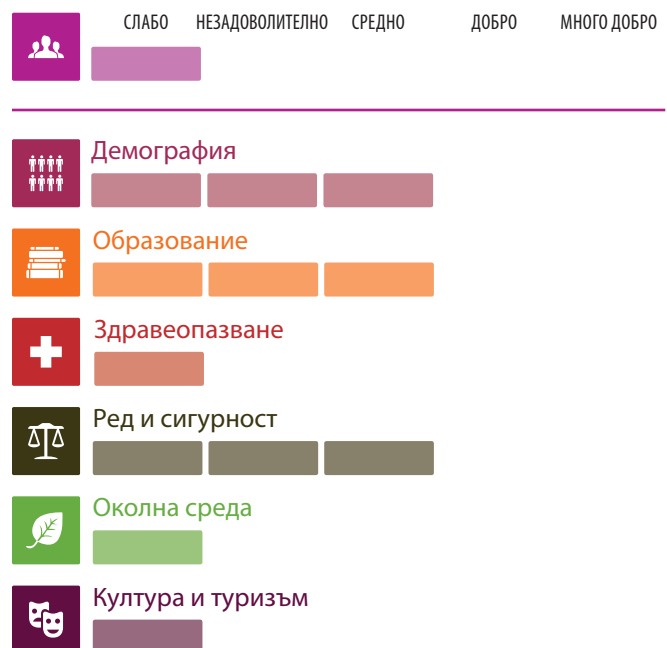 СЛАБО НЕЗАДОВОЛИТЕЛНО СРЕДНО ДОБРО МНОГО ДОБРО
Демография
Образование
Здравеопазване
Ред и сигурност
Околна среда
Култура и туризъм